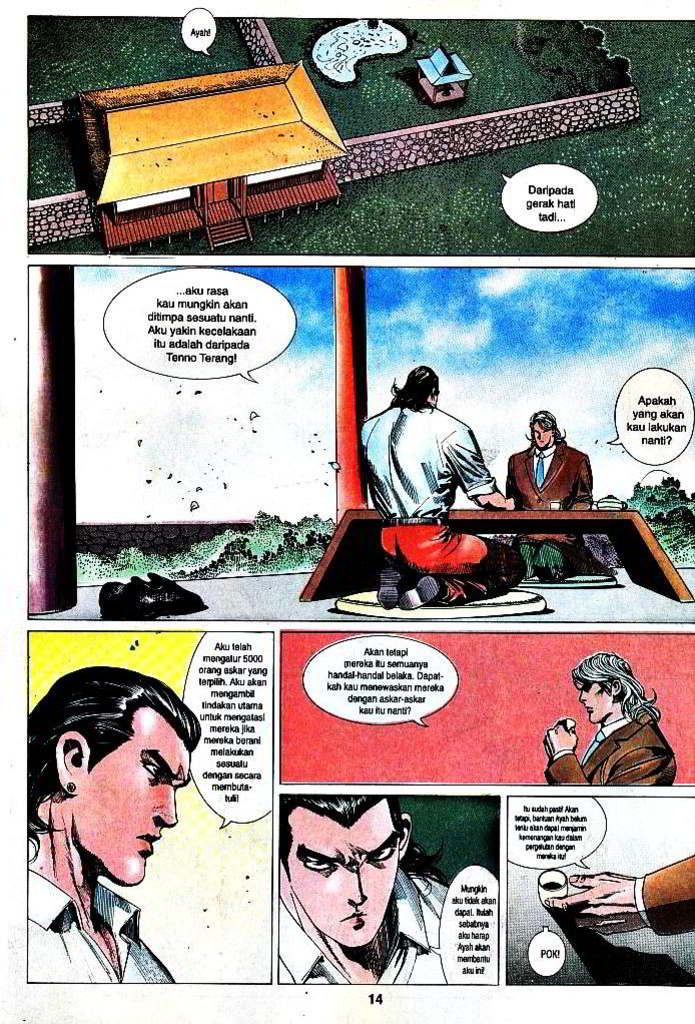 Ayah!
Daripada
gerak hati
tadi...
...aku rasa
kau mungkin akan
ditimpa sesuatu nanti.
Aku yakin kecelakaan
itu adalah daripada
Tenno Terang!
Apakah
yang akan
kau lakukan
nanti?
Aku telah
mengatur 5000
orang askar yang
terpilih. Aku akan
mengambil
tindakan utama
untuk mengatasi
mereka jika
mereka berani
melakukan
sesuatu
dengan secara
membuta-
tuli!
Akan tetapi
mereka itu semuanya
handal-handal belaka. Dapat-
kah kau menewaskan mereka
dengan askar-askar
kau itu nanti?
Mungkin
aku tidak akan
dapat. Itulah
sebabnya
aku harap
Ayah akan
membantu
aku ini!
Itu sudah pasti! Akan
tetapi, bantuan Ayah belum
tentu akan dapat menjamin
kemenangan kau dalam
pergelutan dengan
mereka itu!
POK!
14